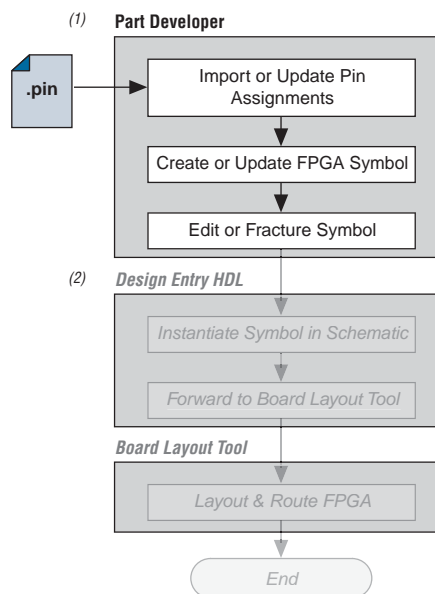 (1) Part Developer
.pin
Import or Update Pin
Assignments
Create or Update FPGA Symbol
Edit or Fracture Symbol
(2) Design Entry HDL
Instantiate Symbol in Schematic
Forward to Board Layout Tool
Board Layout Tool
Layout & Route FPGA
End